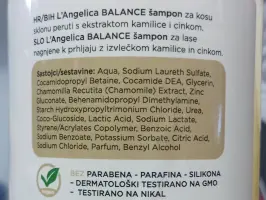 HR/BIH L'Angelica BALANCE šampon za kosu
sklonu peruti s ekstraktom kamilice i cinkom.
SLO L'Angelica BALANCE šampon za lase
nagnjene k prhljaju z izvlečkom kamilice in cinkom.
Sastojci/sestavine: Aqua, Sodium Laureth Sulfate,
Cocamidopropyl Betaine, Cocamide DEA, Glycerin,
Chamomilla Recutita (Chamomile) Extract, Zinc
Gluconate, Behenamidopropyl Dimethylamine,
Starch Hydroxypropyltrimonium Chloride, Urea,
Coco-Glucoside, Lactic Acid, Sodium Lactate,
Styrene/Acrylates Copolymer, Benzoic Acid,
Sodium Benzoate, Potassium Sorbate, Citric Acid,
Sodium Chloride, Parfum, Benzyl Alcohol
BEZ PARABENA - PARAFINA - SILIKONA
- DERMATOLOŠKI TESTIRANO NA GMO
- TESTIRANO NA NIKAL